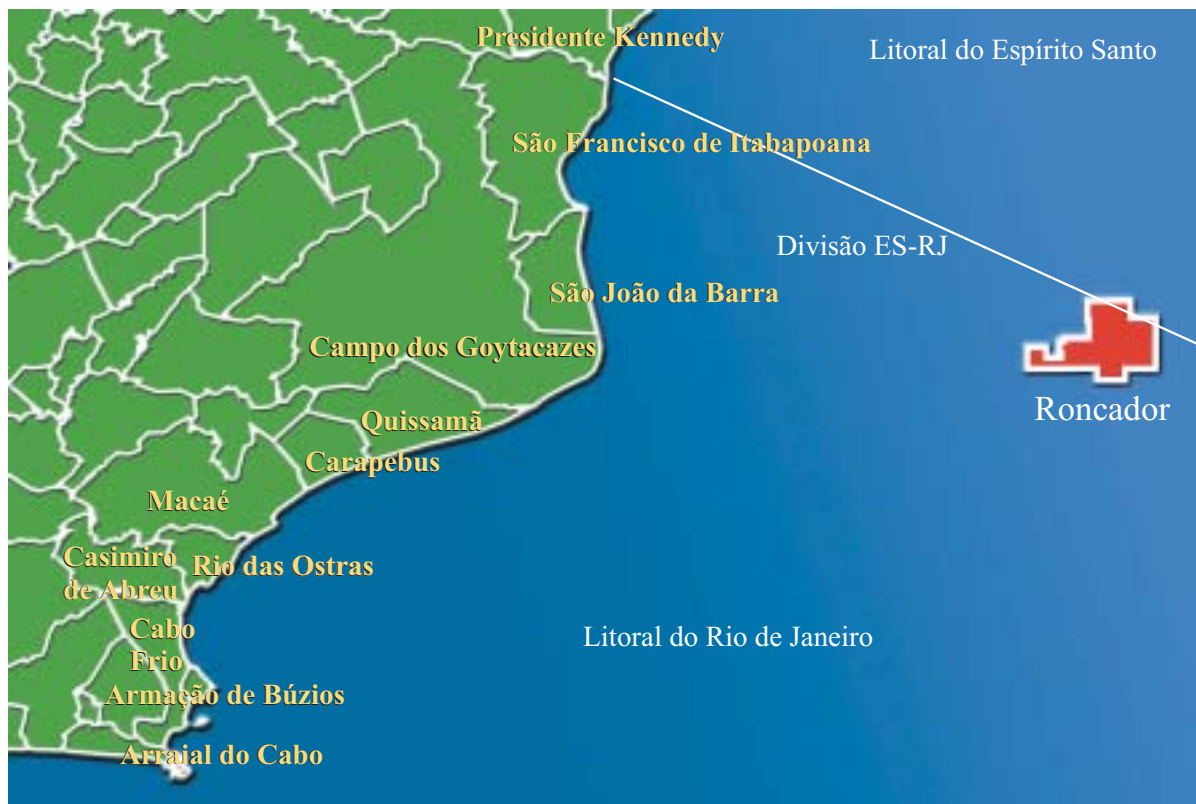 Presidente Kennedy
Litoral do Espírito Santo
São Francisco de Itabapoana
Divisão ES-RJ
São João da Barra
Campo dos Goytacazes
Roncador
Quissamã
Carapebus
Macaé
Casimiro
de Abreu
Rio das Ostras
Cabo
Frio
Litoral do Rio de Janeiro
Armação de Búzios
Arraial do Cabo